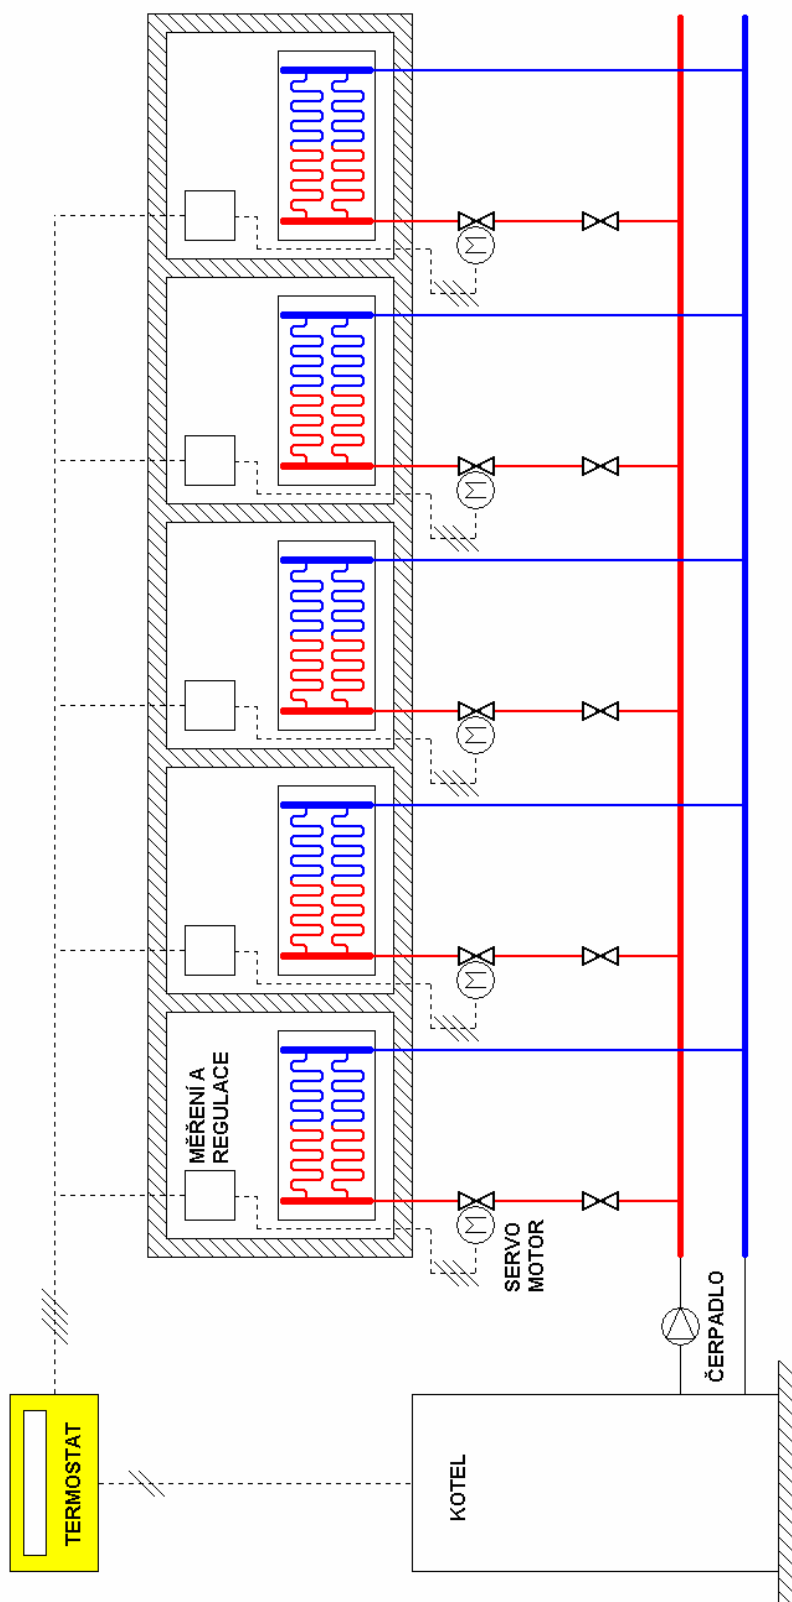 TERMOSTAT
KOTEL
ČERPADLO
SERVO
MOTOR
MĚŘENÍ A
REGULACE
M
M
M
M
M